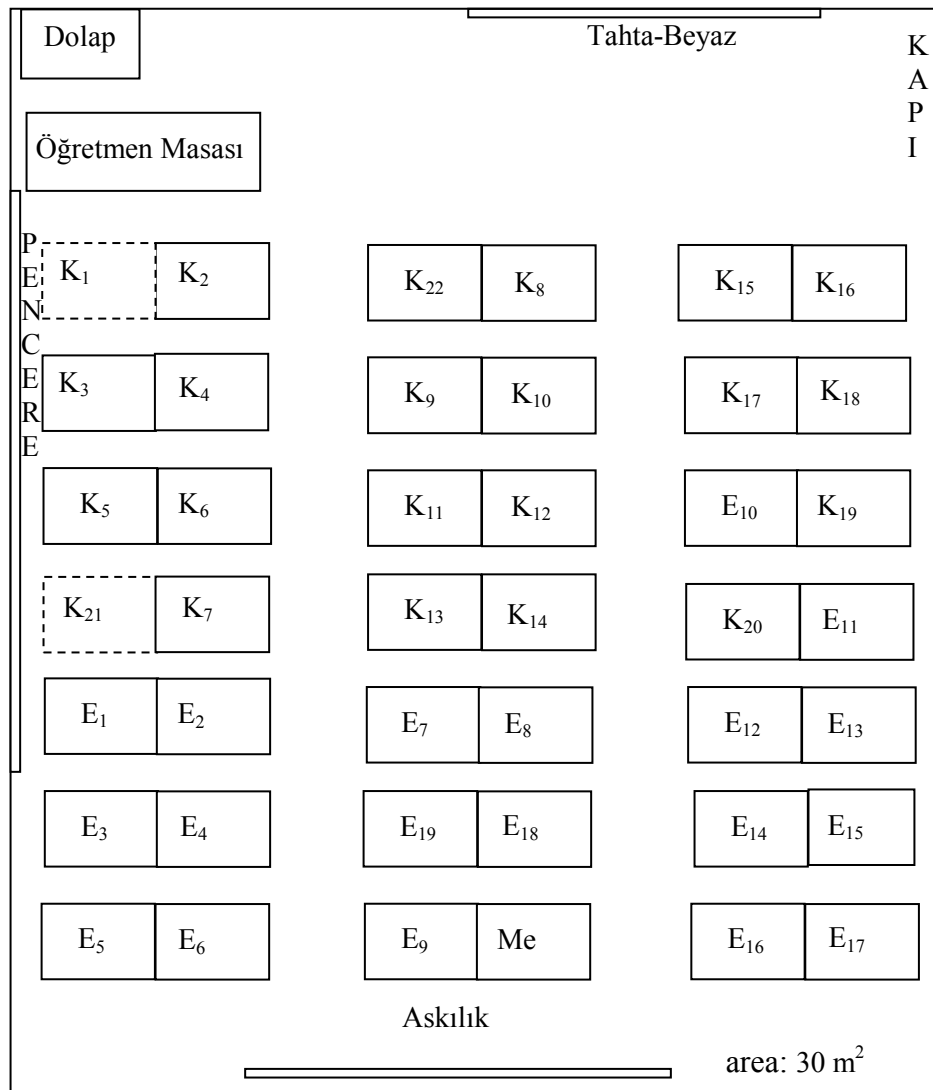 Dolap
Tahta-Beyaz
KAPI
Öğretmen Masası
PENCERE
K₁ K₂ K₂₂ K₈ K₁₅ K₁₆
K₃ K₄ K₉ K₁₀ K₁₇ K₁₈
K₅ K₆ K₁₁ K₁₂ E₁₀ K₁₉
K₂₁ K₇ K₁₃ K₁₄ K₂₀ E₁₁
E₁ E₂ E₇ E₈ E₁₂ E₁₃
E₃ E₄ E₁₉ E₁₈ E₁₄ E₁₅
E₅ E₆ E₉ Me E₁₆ E₁₇
Askılık
area: 30 m²